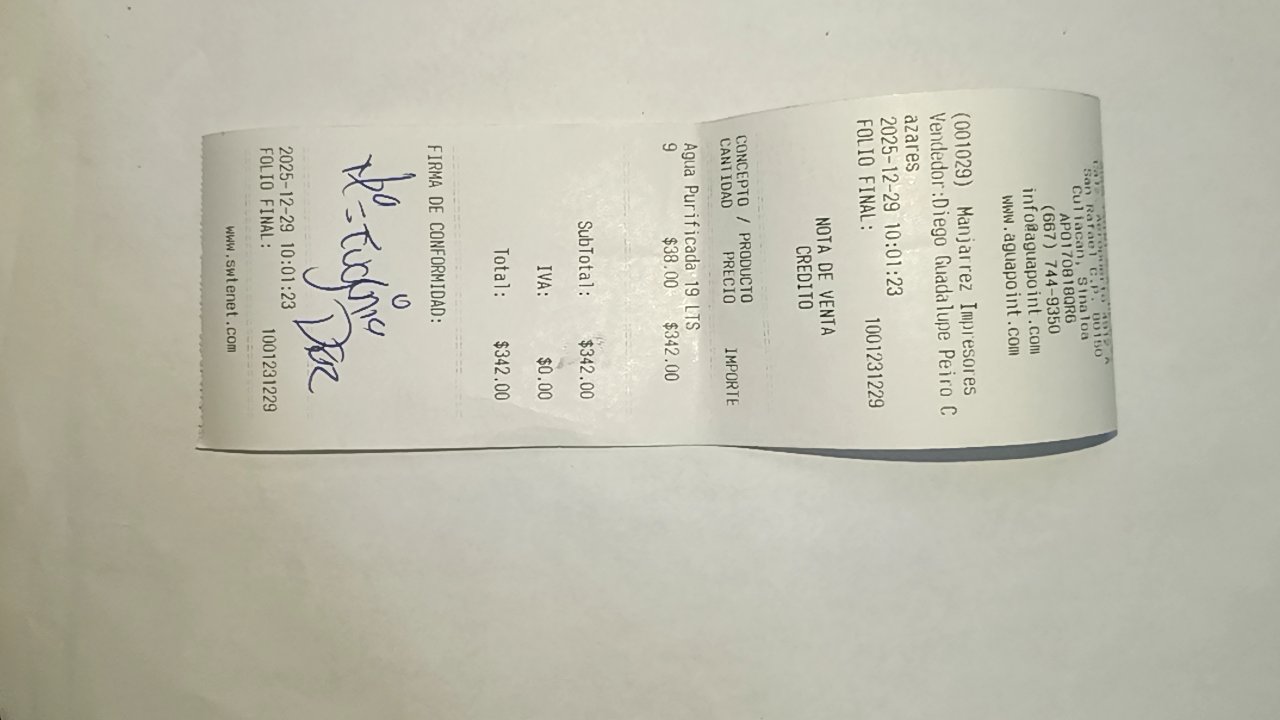 San Rafael C.P. 80150
Culiacan, Sinaloa
APO170818QR6
(667) 744-9350
info@aguapoint.com
www.aguapoint.com
(001029) Manjarrez Impresores
Vendedor:Diego Guadalupe Peiro C
azares
2025-12-29 10:01:23
FOLIO FINAL: 1001231229
NOTA DE VENTA
CREDITO
CONCEPTO / PRODUCTO
CANTIDAD PRECIO IMPORTE
Agua Purificada 19 LTS
9 $38.00 $342.00
SubTotal: $342.00
IVA: $0.00
Total: $342.00
FIRMA DE CONFORMIDAD:
2025-12-29 10:01:23
FOLIO FINAL: 1001231229
www.swtenet.com